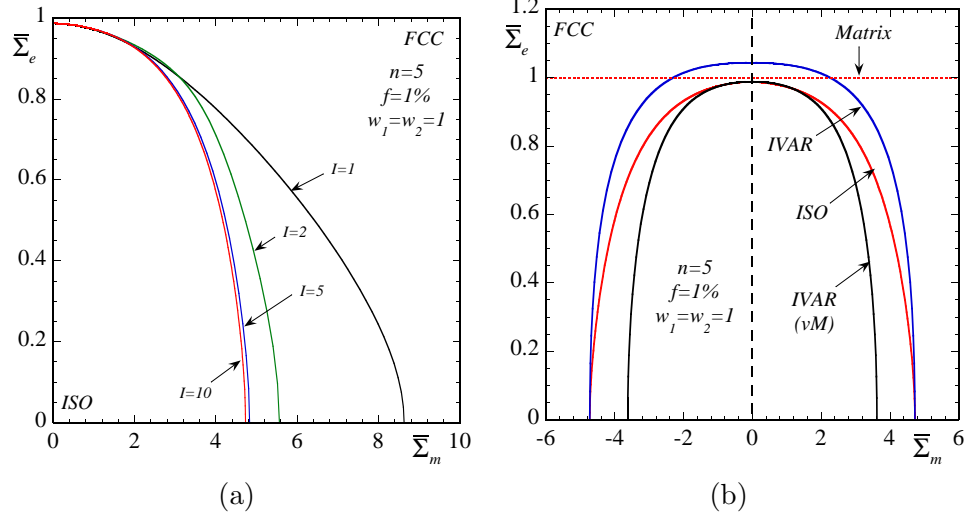 1
0.8
0.6
0.4
0.2
0
Σ̿ₑ
FCC
n=5
f=1%
w₁=w₂=1
I=1
I=2
I=5
I=10
ISO
0 2 4 6 8 10
Σ̿ₘ
(a)
1.2
1
0.8
0.6
0.4
0.2
0
Σ̿ₑ
FCC
Matrix
IVAR
ISO
n=5
f=1%
w₁=w₂=1
IVAR
(vM)
-6 -4 -2 0 2 4 6
Σ̿ₘ
(b)